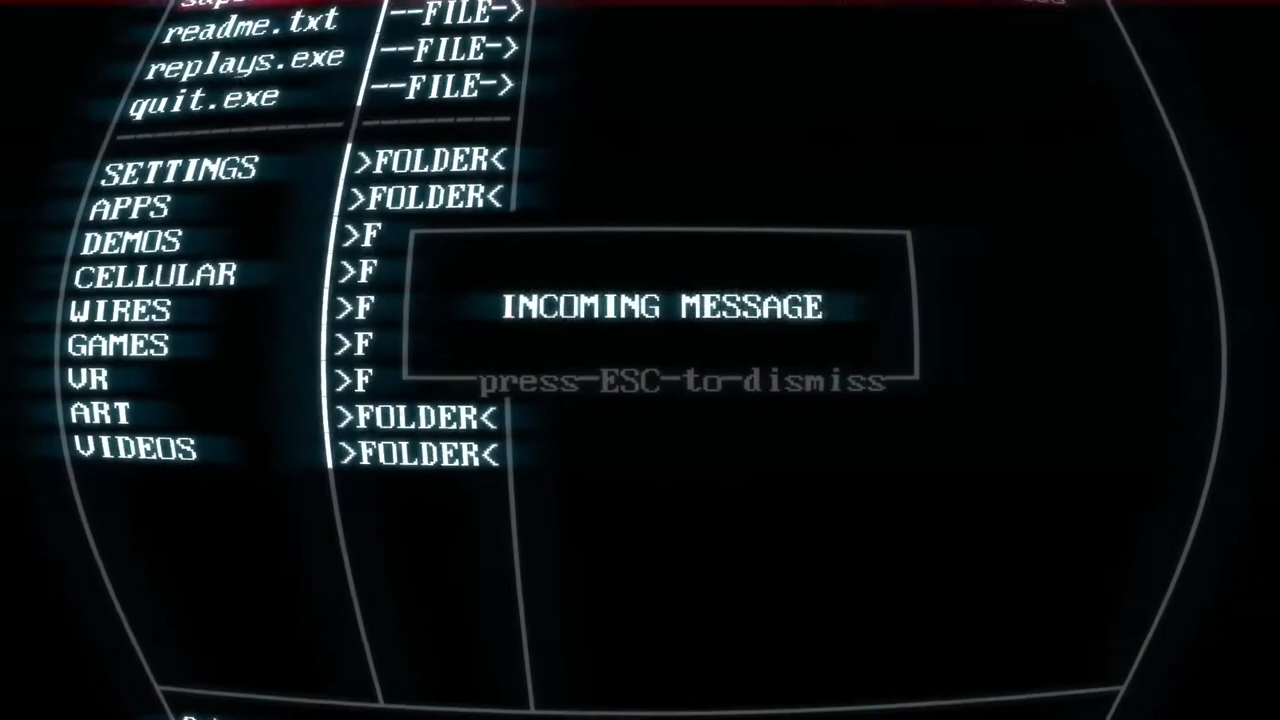 --FILE->
readme.txt --FILE->
replays.exe --FILE->
quit.exe
SETTINGS >FOLDER<
APPS >FOLDER<
DEMOS >F
CELLULAR >F
WIRES >F
GAMES >F
VR >F
ART >FOLDER<
VIDEOS >FOLDER<
INCOMING MESSAGE
press ESC to dismiss